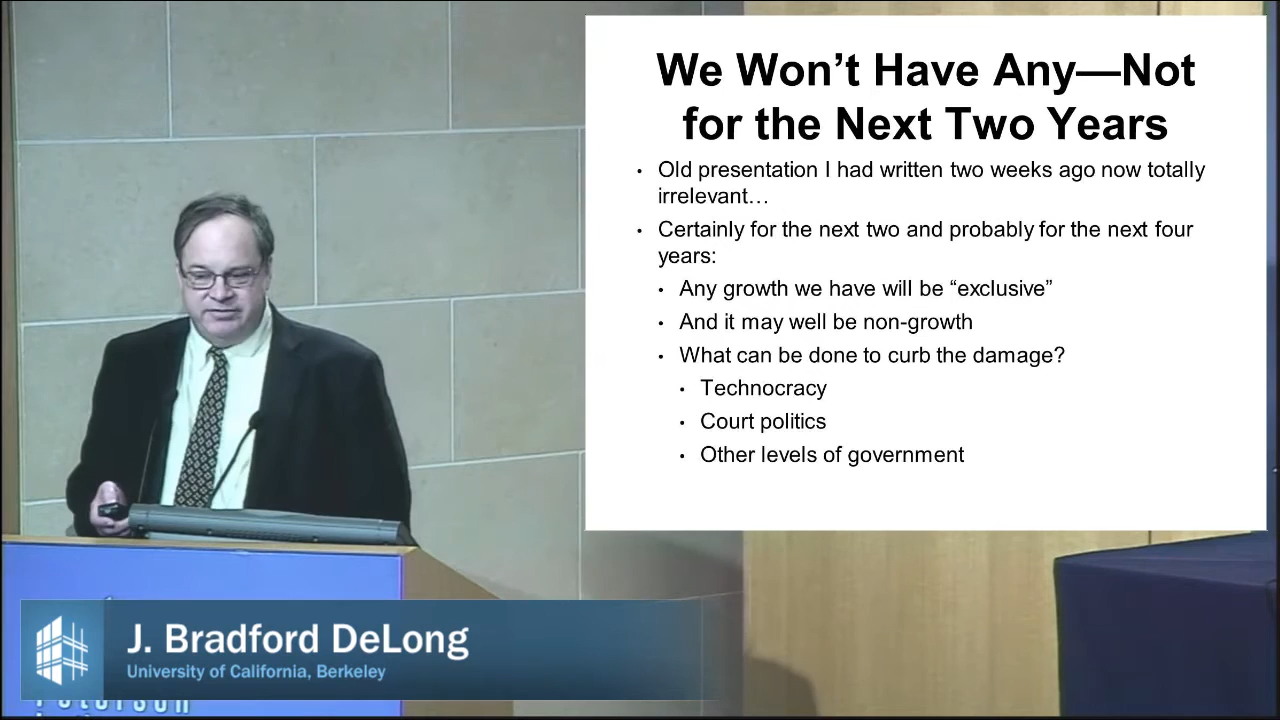 We Won’t Have Any—Not
for the Next Two Years
• Old presentation I had written two weeks ago now totally
irrelevant…
• Certainly for the next two and probably for the next four
years:
• Any growth we have will be “exclusive”
• And it may well be non-growth
• What can be done to curb the damage?
• Technocracy
• Court politics
• Other levels of government
J. Bradford DeLong
University of California, Berkeley
Peterson